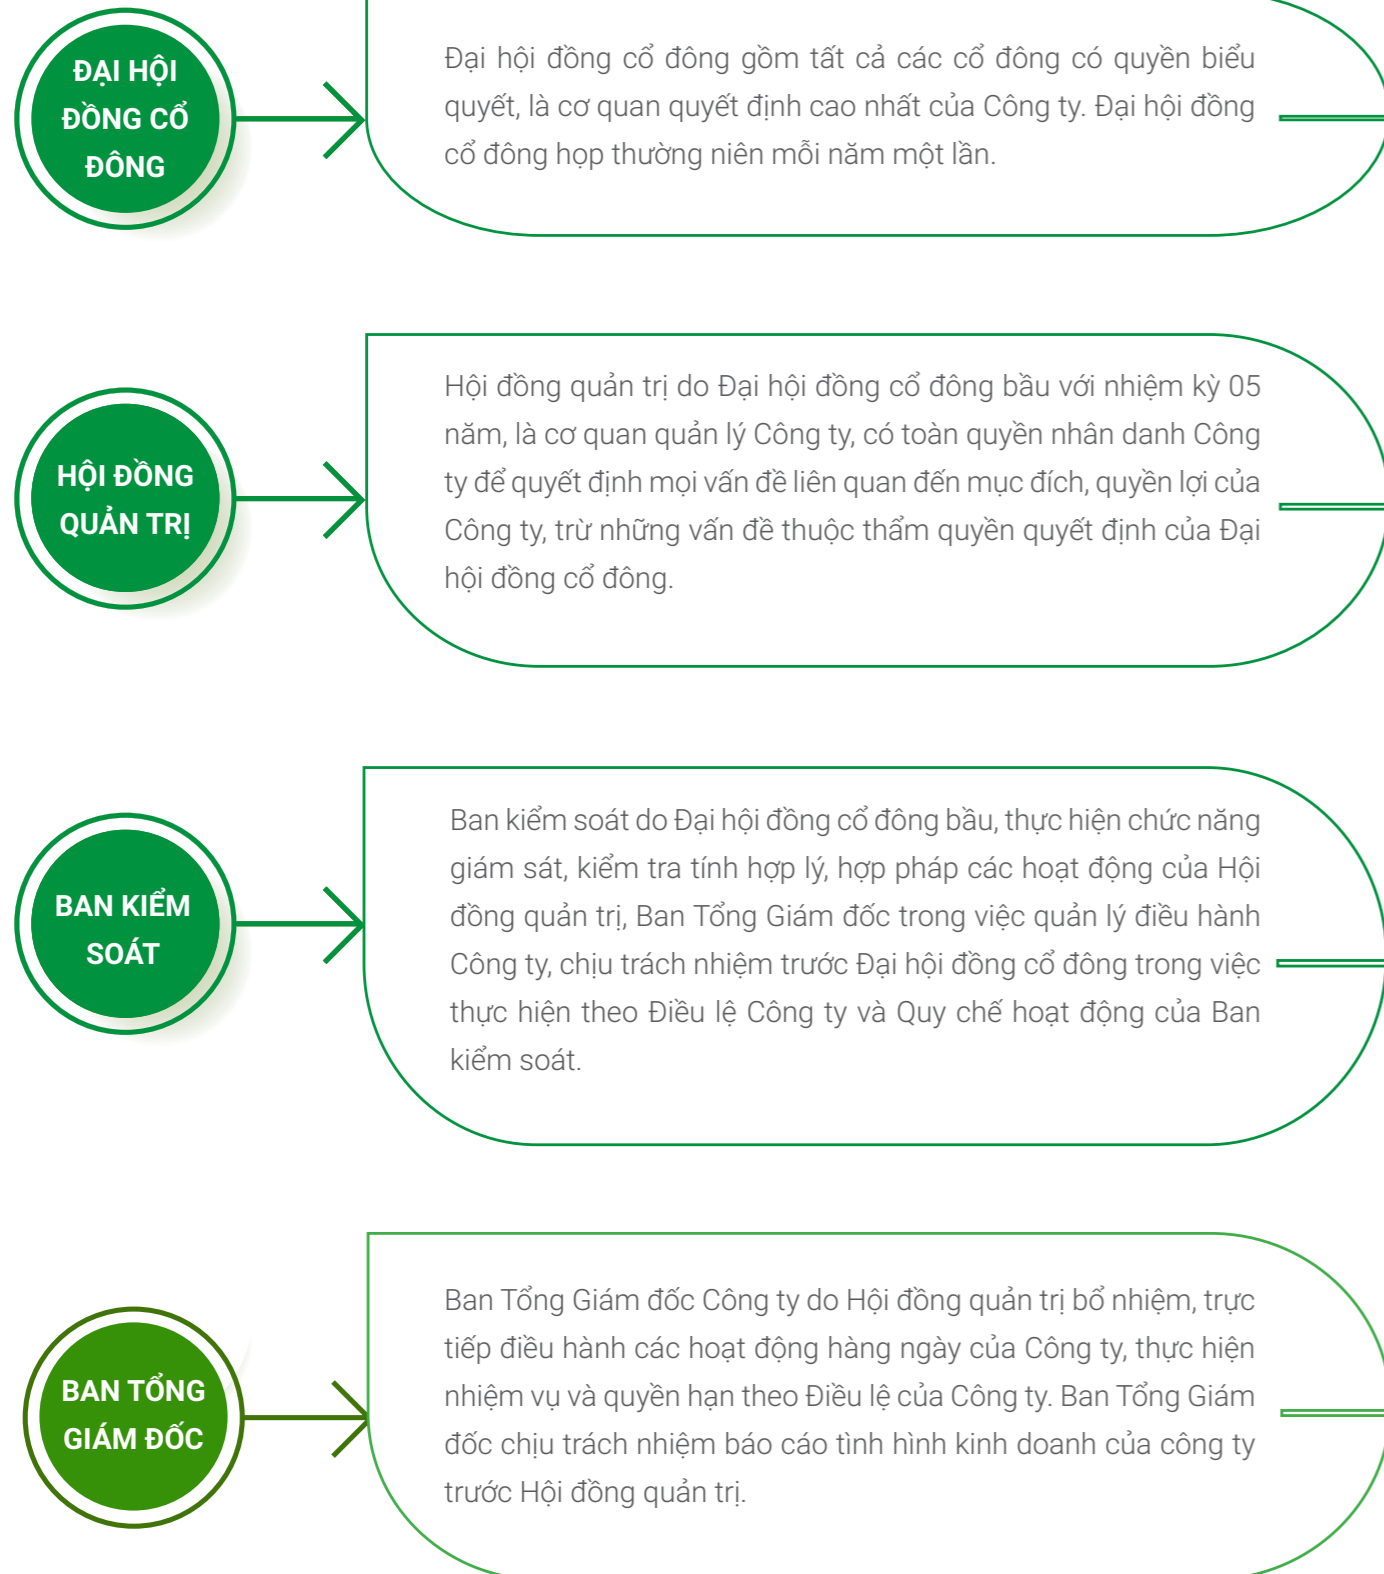 ĐẠI HỘI
ĐỒNG CỔ
ĐÔNG
Đại hội đồng cổ đông gồm tất cả các cổ đông có quyền biểu
quyết, là cơ quan quyết định cao nhất của Công ty. Đại hội đồng
cổ đông họp thường niên mỗi năm một lần.
HỘI ĐỒNG
QUẢN TRỊ
Hội đồng quản trị do Đại hội đồng cổ đông bầu với nhiệm kỳ 05
năm, là cơ quan quản lý Công ty, có toàn quyền nhân danh Công
ty để quyết định mọi vấn đề liên quan đến mục đích, quyền lợi của
Công ty, trừ những vấn đề thuộc thẩm quyền quyết định của Đại
hội đồng cổ đông.
BAN KIỂM
SOÁT
Ban kiểm soát do Đại hội đồng cổ đông bầu, thực hiện chức năng
giám sát, kiểm tra tính hợp lý, hợp pháp các hoạt động của Hội
đồng quản trị, Ban Tổng Giám đốc trong việc quản lý điều hành
Công ty, chịu trách nhiệm trước Đại hội đồng cổ đông trong việc
thực hiện theo Điều lệ Công ty và Quy chế hoạt động của Ban
kiểm soát.
BAN TỔNG
GIÁM ĐỐC
Ban Tổng Giám đốc Công ty do Hội đồng quản trị bổ nhiệm, trực
tiếp điều hành các hoạt động hàng ngày của Công ty, thực hiện
nhiệm vụ và quyền hạn theo Điều lệ của Công ty. Ban Tổng Giám
đốc chịu trách nhiệm báo cáo tình hình kinh doanh của công ty
trước Hội đồng quản trị.